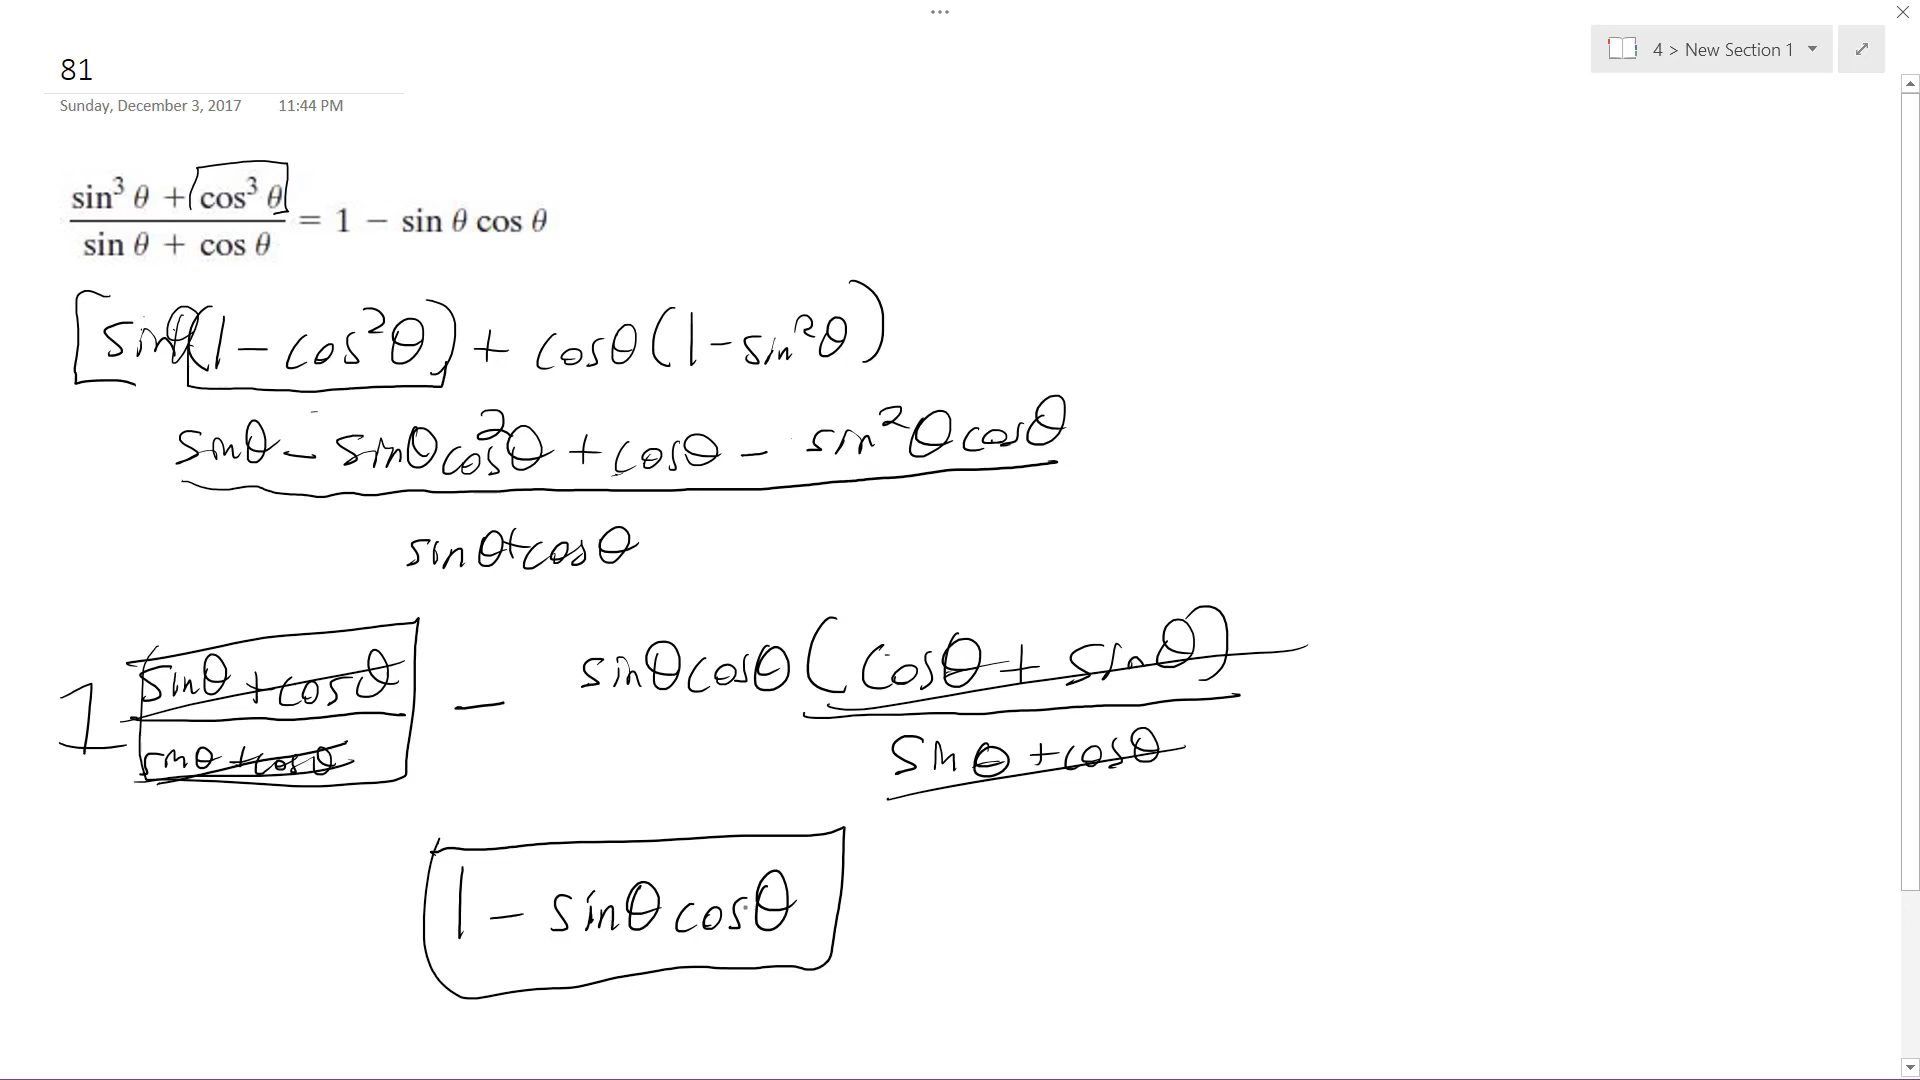 …
4 > New Section 1
81
Sunday, December 3, 2017 11:44 PM
sin³ θ + cos³ θ
= 1 − sin θ cos θ
sin θ + cos θ
sinθ(1 − cos²θ) + cosθ(1 − sin²θ)
sinθ − sinθcos²θ + cosθ − sin²θcosθ
sinθ+cosθ
sinθ + cosθ
sinθcosθ(cosθ + sinθ)
1
−
sinθ + cosθ
sinθ + cosθ
1 − sinθcosθ